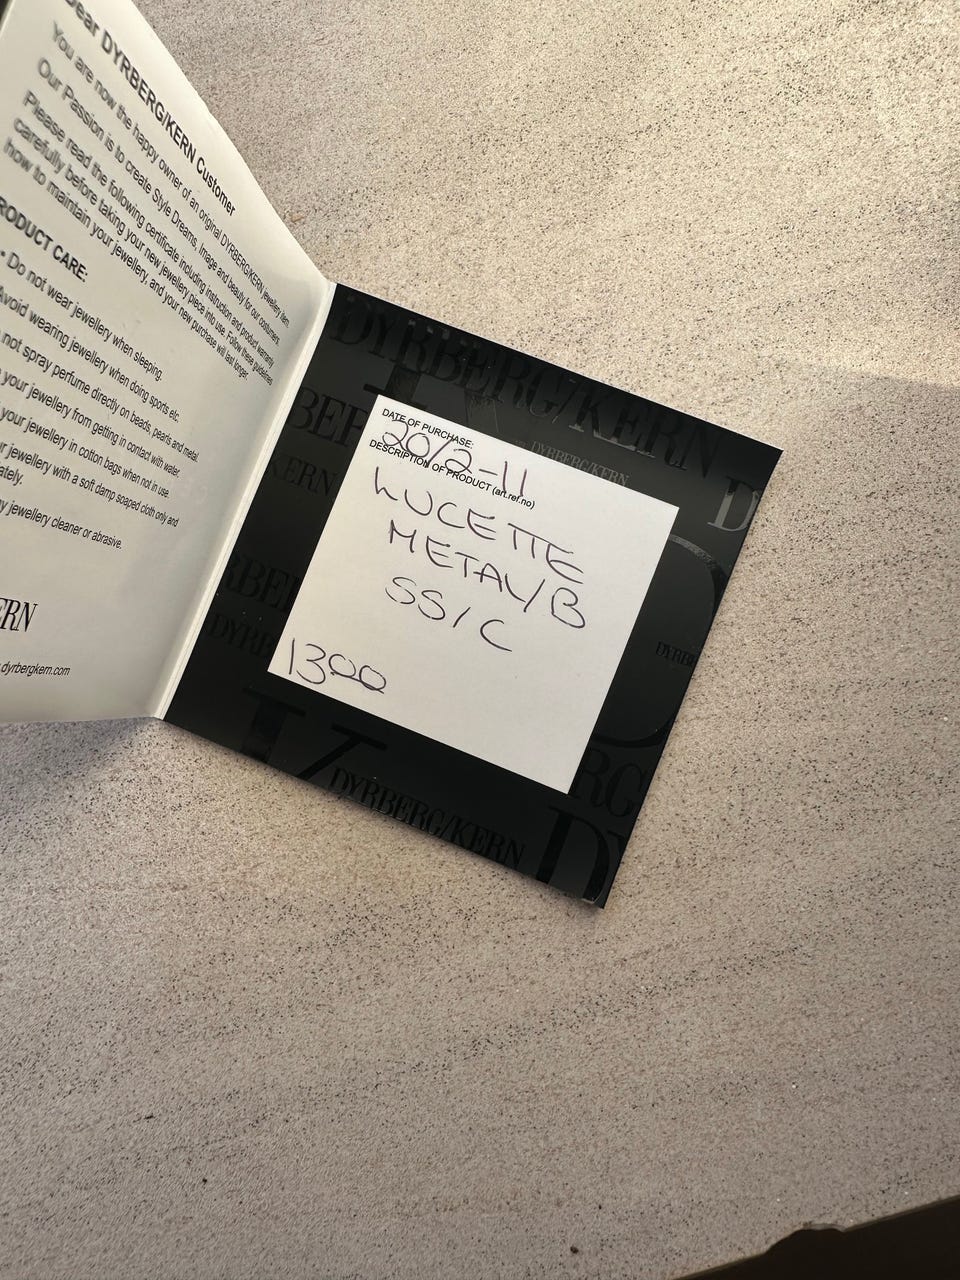 Dear DYRBERG/KERN Customer
You are now the happy owner of an original DYRBERG/KERN jewellery item.
Our Passion is to create Style Dreams, Image and beauty for our costumers.
Please read the following certificate including instruction and product warranty
carefully before taking your new jewellery piece into use. Follow these guidelines
how to maintain your jewellery, and your new purchase will last longer.
PRODUCT CARE:
• Do not wear jewellery when sleeping.
Avoid wearing jewellery when doing sports etc.
not spray perfume directly on beads, pearls and metal
your jewellery from getting in contact with water.
your jewellery in cotton bags when not in use.
jewellery with a soft damp soaped cloth only and
jewellery cleaner or abrasive.
dyrbergkern.com
DYRBERG/KERN
DYRBERG/KERN
DATE OF PURCHASE:
20/2-11
DESCRIPTION OF PRODUCT (art.ref.no)
LUCETTE
METAL/B
SS/C
1300
DYRBERG/KERN